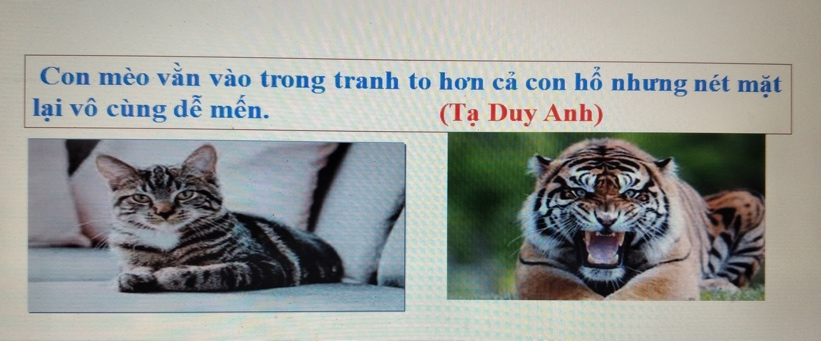 Con mèo vằn vào trong tranh to hơn cả con hổ nhưng nét mặt
lại vô cùng dễ mến. (Tạ Duy Anh)